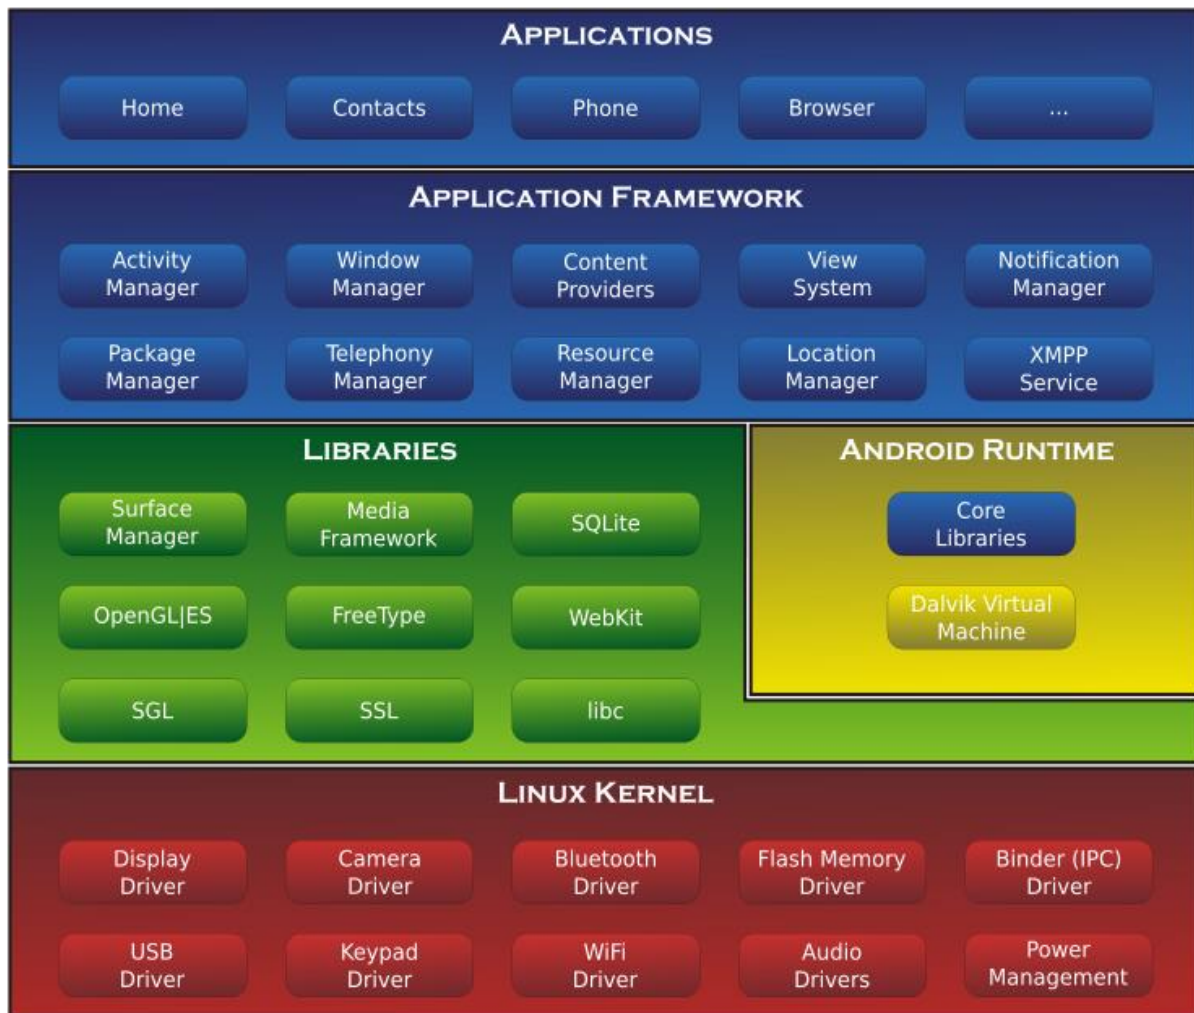 APPLICATIONS
Home
Contacts
Phone
Browser
...
APPLICATION FRAMEWORK
Activity
Manager
Window
Manager
Content
Providers
View
System
Notification
Manager
Package
Manager
Telephony
Manager
Resource
Manager
Location
Manager
XMPP
Service
LIBRARIES
Surface
Manager
Media
Framework
SQLite
OpenGL|ES
FreeType
WebKit
SGL
SSL
libc
ANDROID RUNTIME
Core
Libraries
Dalvik Virtual
Machine
LINUX KERNEL
Display
Driver
Camera
Driver
Bluetooth
Driver
Flash Memory
Driver
Binder (IPC)
Driver
USB
Driver
Keypad
Driver
WiFi
Driver
Audio
Drivers
Power
Management